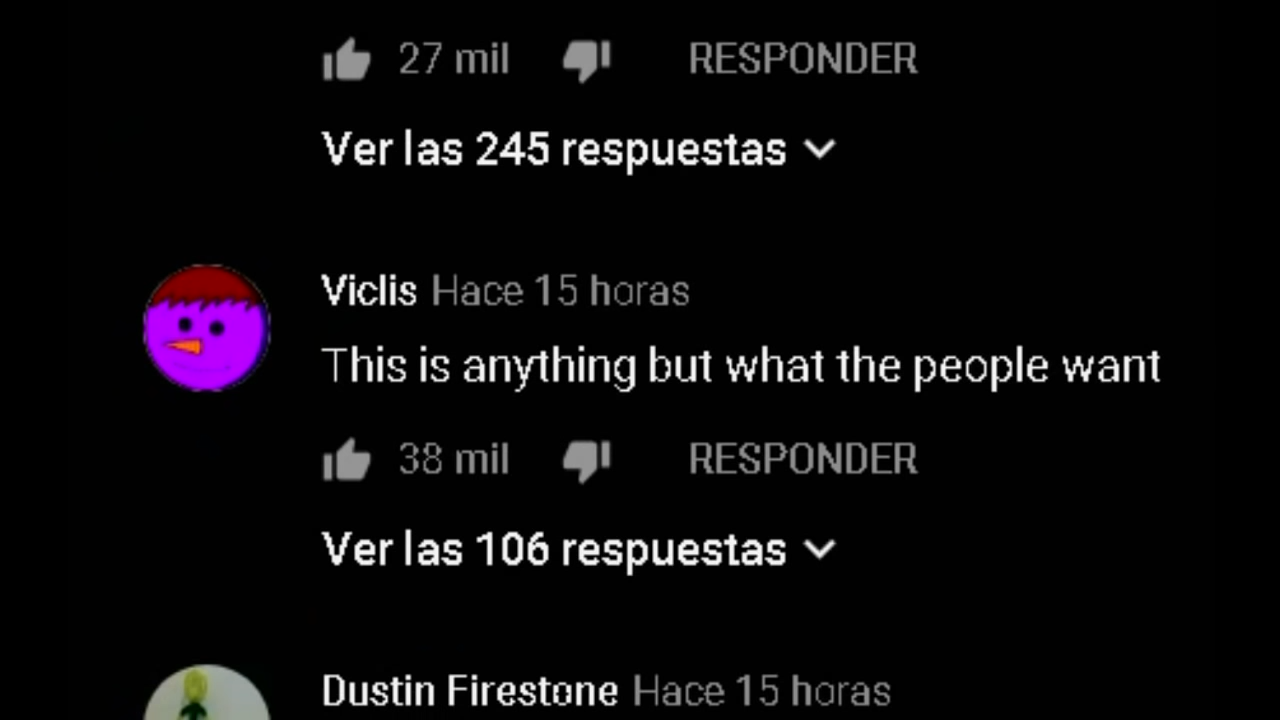 27 mil RESPONDER
Ver las 245 respuestas
Viclis Hace 15 horas
This is anything but what the people want
38 mil RESPONDER
Ver las 106 respuestas
Dustin Firestone Hace 15 horas